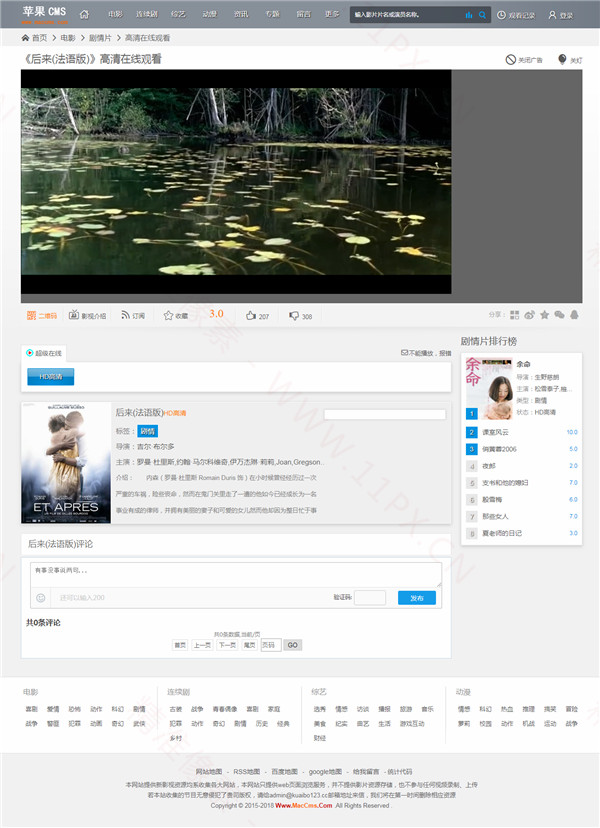 苹果 CMS
电影 连续剧 综艺 动漫 资讯 专题 留言 更多
输入影片片名或演员名称。
观看记录 登录
首页 > 电影 > 剧情片 > 高清在线观看
《后来(法语版)》高清在线观看
关闭广告 关灯
二维码 影视介绍 订阅 收藏 3.0 207 308
分享：
超级在线
不能播放，报错
HD高清
后来(法语版)HD高清
标签： 剧情
导演：吉尔·布尔多
主演：罗曼·杜里斯,约翰·马尔科维奇,伊万杰琳·莉莉,Joan,Gregson...
介绍： 内森（罗曼·杜里斯 Romain Duris 饰）在小时候曾经经历过一次
严重的车祸，险些丧命，然而在鬼门关里走了一遭的他如今已经成长为一名
事业有成的律师，并拥有美丽的妻子和可爱的女儿然而他却因为整日忙于事
ET APRES
剧情片排行榜
余命
余命
导演：生野慈朗
主演：松雪泰子,椎...
类型：剧情
状态：HD高清
1
2 课室风云 10.0
3 俏冤家2006 5.0
4 夜郎 2.0
5 支书和他的媳妇 7.0
6 殷雪梅 6.0
7 那些女人 7.0
8 夏老师的日记 3.0
后来(法语版)评论
有事没事说两句...
还可以输入200
验证码:
发布
共0条评论
共0条数据,当前/页
首页 上一页 下一页 尾页 页码 GO
电影
喜剧 爱情 恐怖 动作 科幻 剧情
战争 警匪 犯罪 动画 奇幻 武侠
连续剧
古装 战争 青春偶像 喜剧 家庭
犯罪 动作 奇幻 剧情 历史 经典
乡村
综艺
选秀 情感 访谈 播报 旅游 音乐
美食 纪实 曲艺 生活 游戏互动
财经
动漫
情感 科幻 热血 推理 搞笑 冒险
萝莉 校园 动作 机战 运动 战争
网站地图 - RSS地图 - 百度地图 - google地图 - 给我留言 - 统计代码
本网站提供新影视资源均系收集各大网站，本网站只提供web页面浏览服务，并不提供影片资源存储，也不参与任何视频录制、上传
若本站收集的节目无意侵犯了贵司版权，请给admin@kuaibo123.cc邮箱地址来信，我们将在第一时间删除相应资源
Copyright © 2015-2018 Www.MacCms.Com .All Rights Reserved .
WWW.11PX.CN